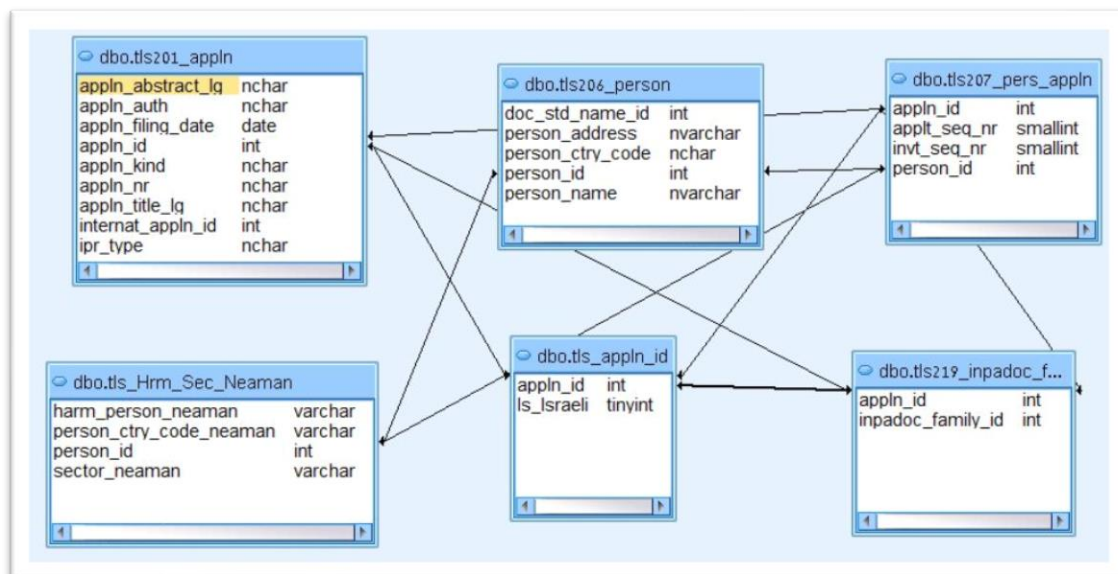 dbo.tls201_appln
appln_abstract_lg nchar
appln_auth nchar
appln_filing_date date
appln_id int
appln_kind nchar
appln_nr nchar
appln_title_lg nchar
internat_appln_id int
ipr_type nchar
dbo.tls206_person
doc_std_name_id int
person_address nvarchar
person_ctry_code nchar
person_id int
person_name nvarchar
dbo.tls207_pers_appln
appln_id int
applt_seq_nr smallint
invt_seq_nr smallint
person_id int
dbo.tls_Hrm_Sec_Neaman
harm_person_neaman varchar
person_ctry_code_neaman varchar
person_id int
sector_neaman varchar
dbo.tls_appln_id
appln_id int
Is_Israeli tinyint
dbo.tls219_inpadoc_f...
appln_id int
inpadoc_family_id int